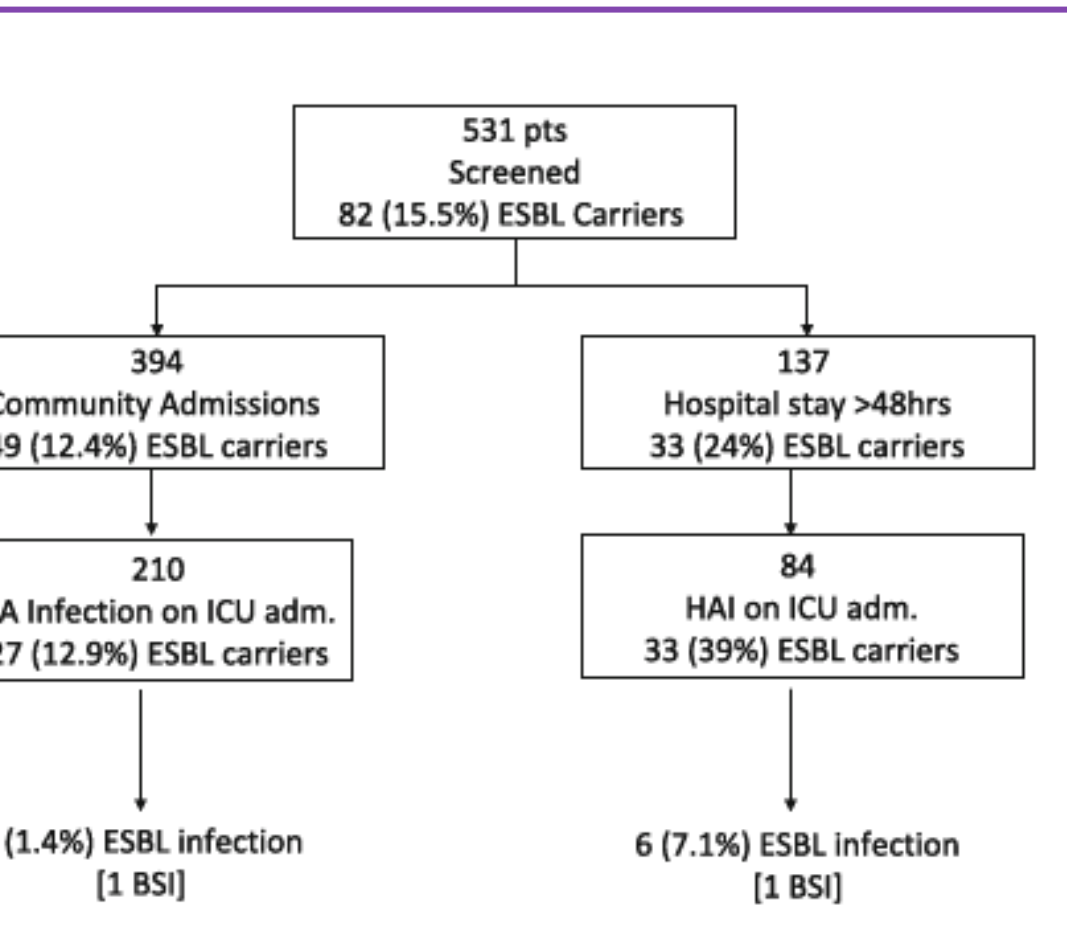 531 pts
Screened
82 (15.5%) ESBL Carriers
394
Community Admissions
49 (12.4%) ESBL carriers
137
Hospital stay >48hrs
33 (24%) ESBL carriers
210
A Infection on ICU adm.
27 (12.9%) ESBL carriers
84
HAI on ICU adm.
33 (39%) ESBL carriers
(1.4%) ESBL infection
[1 BSI]
6 (7.1%) ESBL infection
[1 BSI]